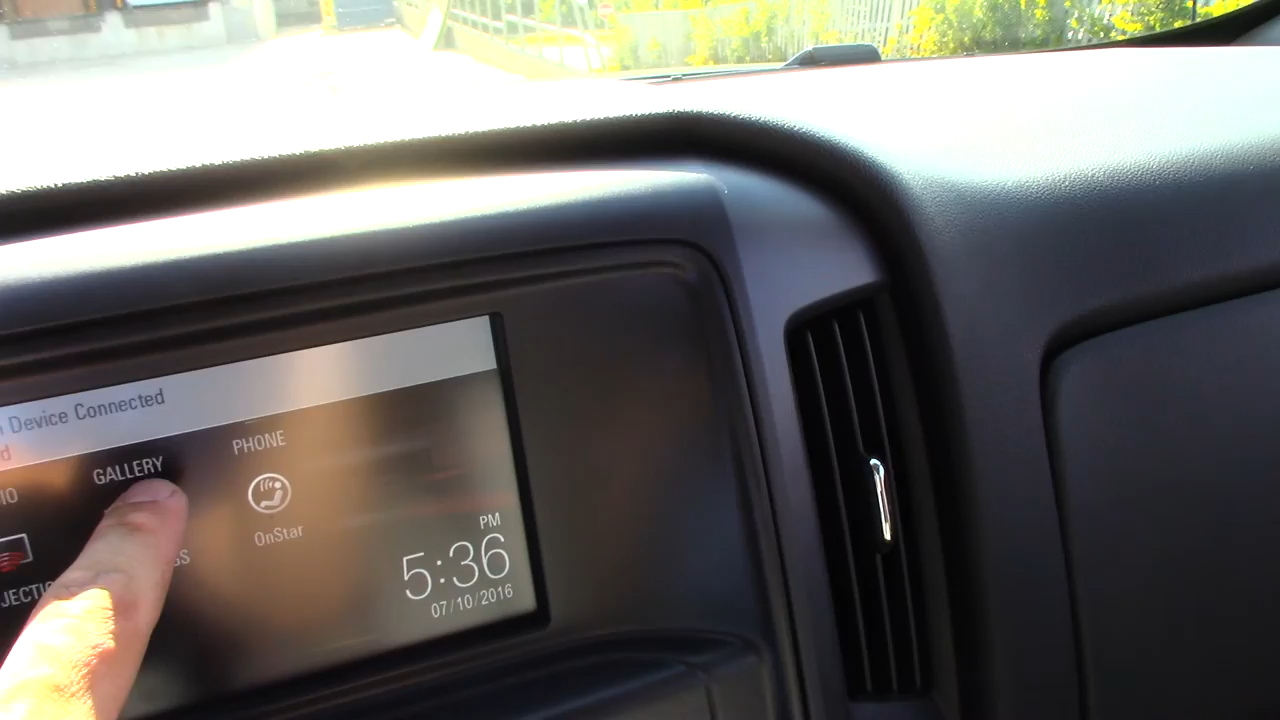 Device Connected
GALLERY
PHONE
OnStar
PM
5:36
07/10/2016